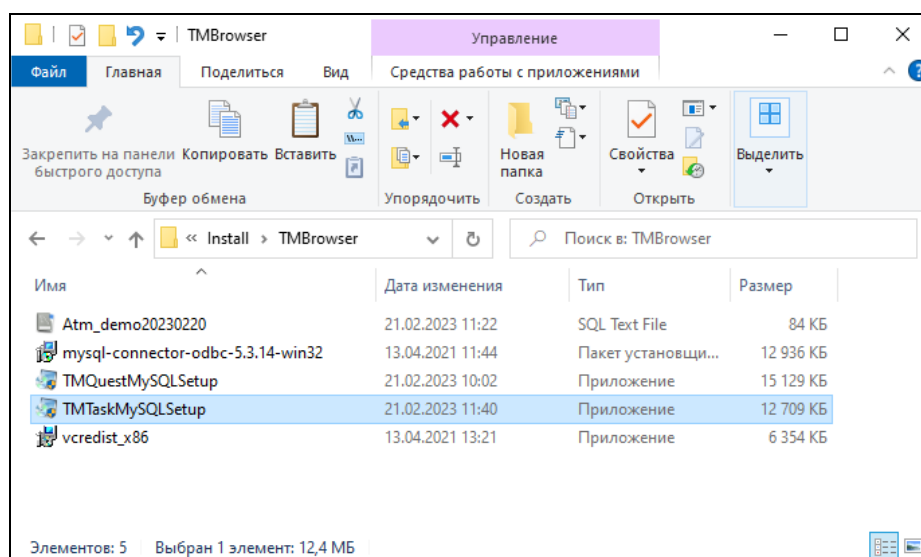 TMBrowser
Управление
Файл Главная Поделиться Вид Средства работы с приложениями
Закрепить на панели быстрого доступа
Копировать
Вставить
Буфер обмена
Упорядочить
Новая папка
Создать
Свойства
Открыть
Выделить
« Install > TMBrowser
Поиск в: TMBrowser
Имя Дата изменения Тип Размер
Atm_demo20230220 21.02.2023 11:22 SQL Text File 84 КБ
mysql-connector-odbc-5.3.14-win32 13.04.2021 11:44 Пакет установщи... 12 936 КБ
TMQuestMySQLSetup 21.02.2023 10:02 Приложение 15 129 КБ
TMTaskMySQLSetup 21.02.2023 11:40 Приложение 12 709 КБ
vcredist_x86 13.04.2021 13:21 Приложение 6 354 КБ
Элементов: 5 Выбран 1 элемент: 12,4 МБ